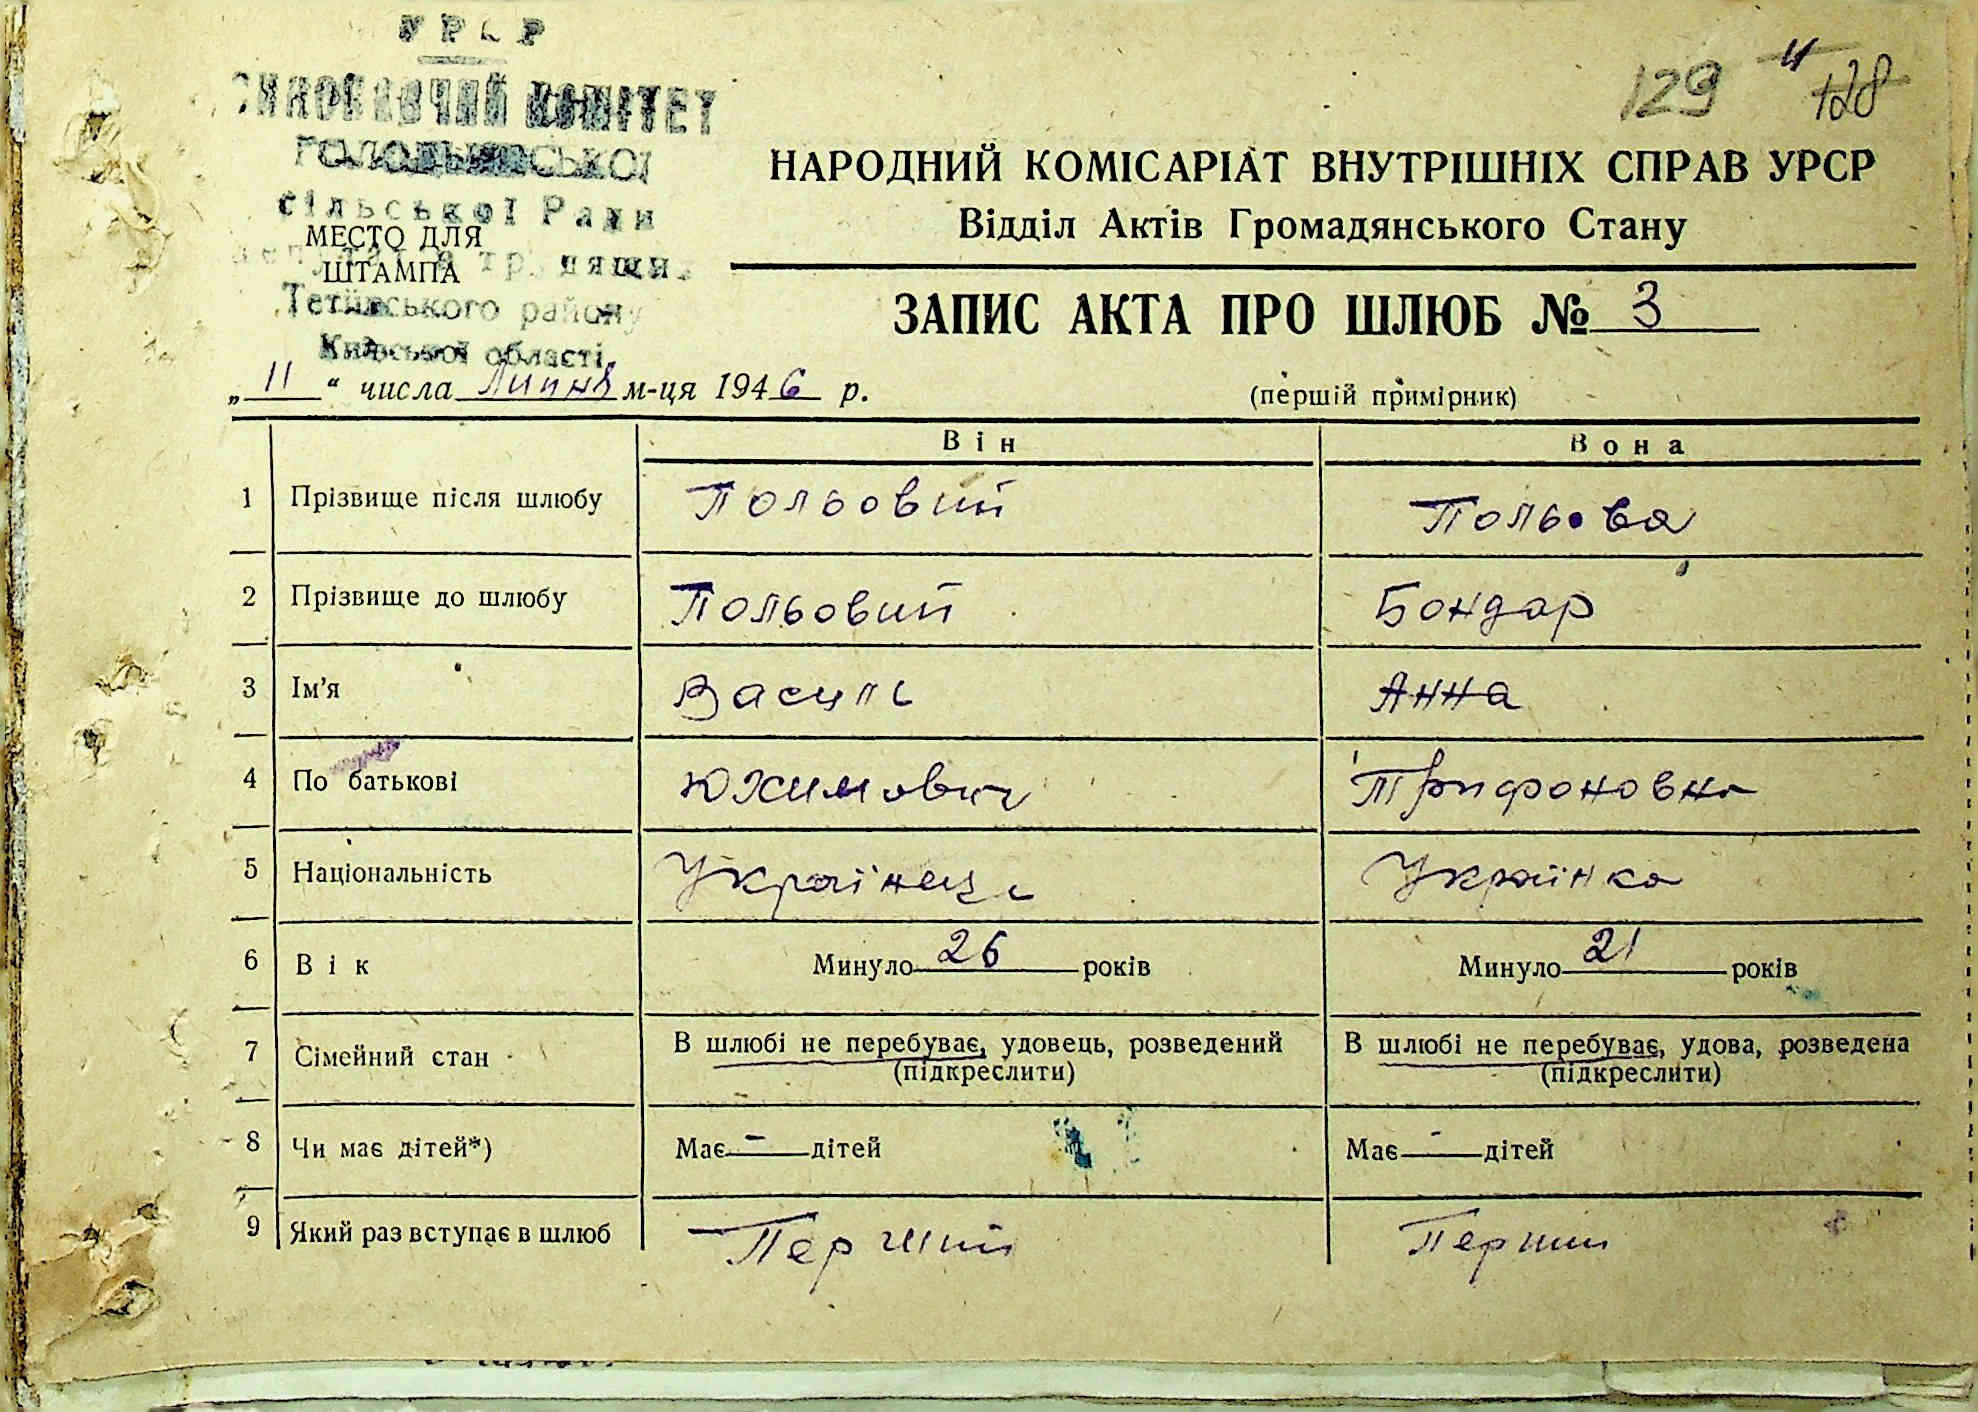 УРСР
ВИКОНАВЧИЙ КОМІТЕТ
сільської Ради
МЕСТО ДЛЯ
ШТАМПА
Тетіївського району
Київської області
129 128
НАРОДНИЙ КОМІСАРІАТ ВНУТРІШНІХ СПРАВ УРСР
Відділ Актів Громадянського Стану
ЗАПИС АКТА ПРО ШЛЮБ № 3
„ 11 “ числа Липня м-ця 1946 р.
(першій примірник)
Він Вона
1 Прізвище після шлюбу Польовий Польова
2 Прізвище до шлюбу Польовий Бондар
3 Ім'я Василь Анна
4 По батькові Юхимович Трифоновна
5 Національність Українець Українка
6 Вік Минуло 26 років Минуло 21 років
7 Сімейний стан В шлюбі не перебуває, удовець, розведений В шлюбі не перебуває, удова, розведена
(підкреслити) (підкреслити)
8 Чи має дітей*) Має - дітей Має - дітей
9 Який раз вступає в шлюб Перший Перший